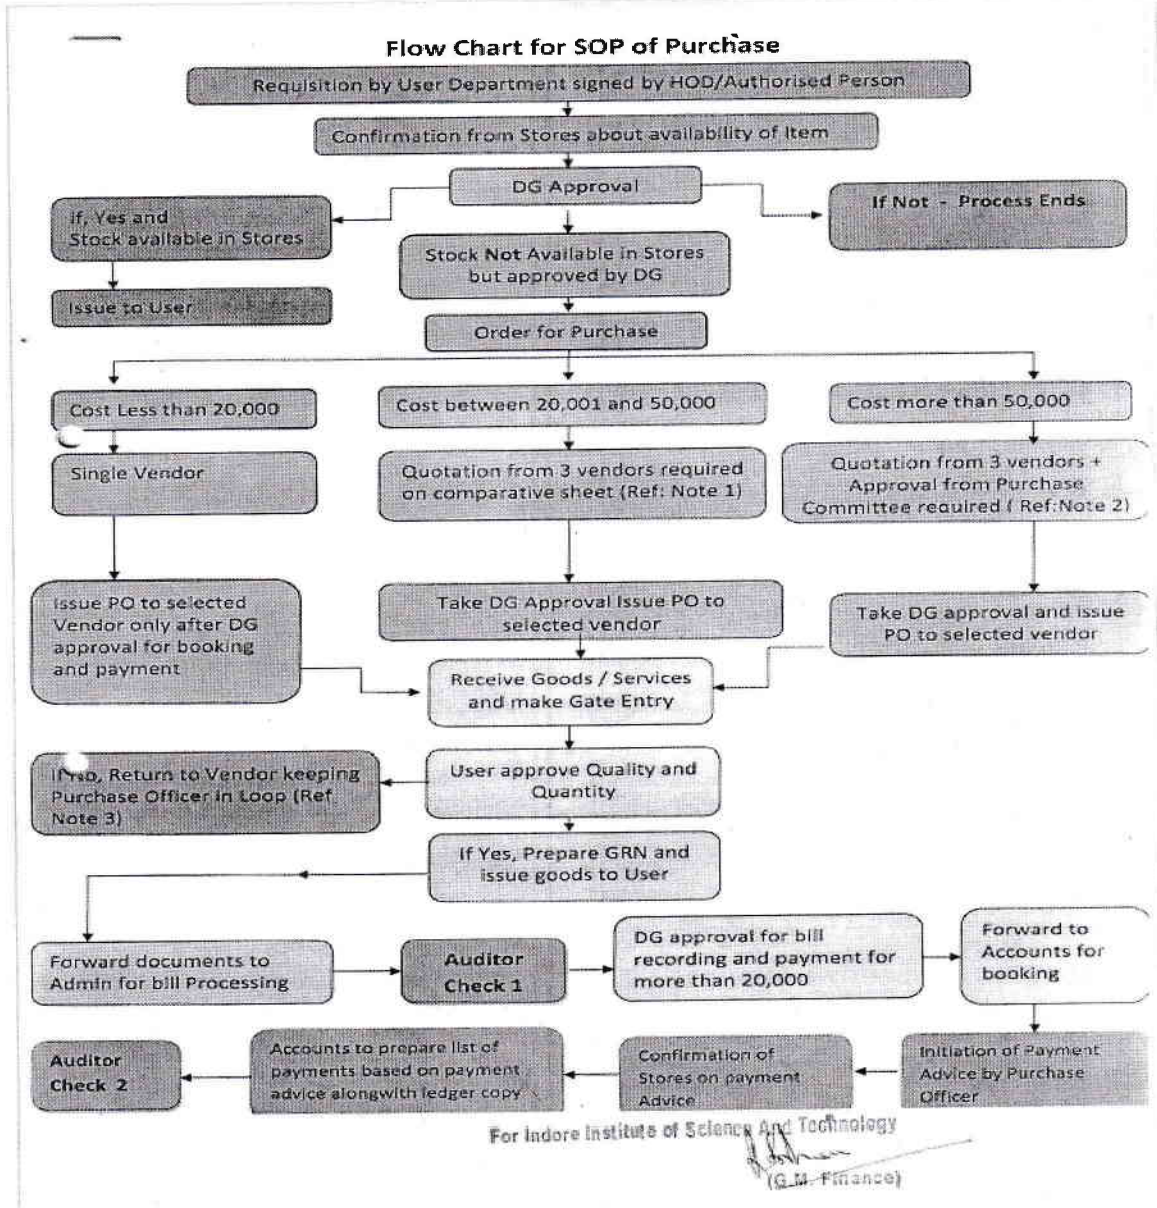 Flow Chart for SOP of Purchase
Requisition by User Department signed by HOD/Authorised Person
Confirmation from Stores about availability of Item
DG Approval
If, Yes and
Stock available in Stores
If Not - Process Ends
Stock Not Available in Stores
but approved by DG
Issue to User
Order for Purchase
Cost Less than 20,000
Cost between 20,001 and 50,000
Cost more than 50,000
Single Vendor
Quotation from 3 vendors required
on comparative sheet (Ref: Note 1)
Quotation from 3 vendors +
Approval from Purchase
Committee required ( Ref:Note 2)
Issue PO to selected
Vendor only after DG
approval for booking
and payment
Take DG Approval Issue PO to
selected vendor
Take DG approval and issue
PO to selected vendor
Receive Goods / Services
and make Gate Entry
If No, Return to Vendor keeping
Purchase Officer in Loop (Ref
Note 3)
User approve Quality and
Quantity
If Yes, Prepare GRN and
issue goods to User
Forward documents to
Admin for bill Processing
Auditor
Check 1
DG approval for bill
recording and payment for
more than 20,000
Forward to
Accounts for
booking
Auditor
Check 2
Accounts to prepare list of
payments based on payment
advice alongwith ledger copy
Confirmation of
Stores on payment
Advice
Initiation of Payment
Advice by Purchase
Officer
For Indore Institute of Science And Technology
(G.M. Finance)